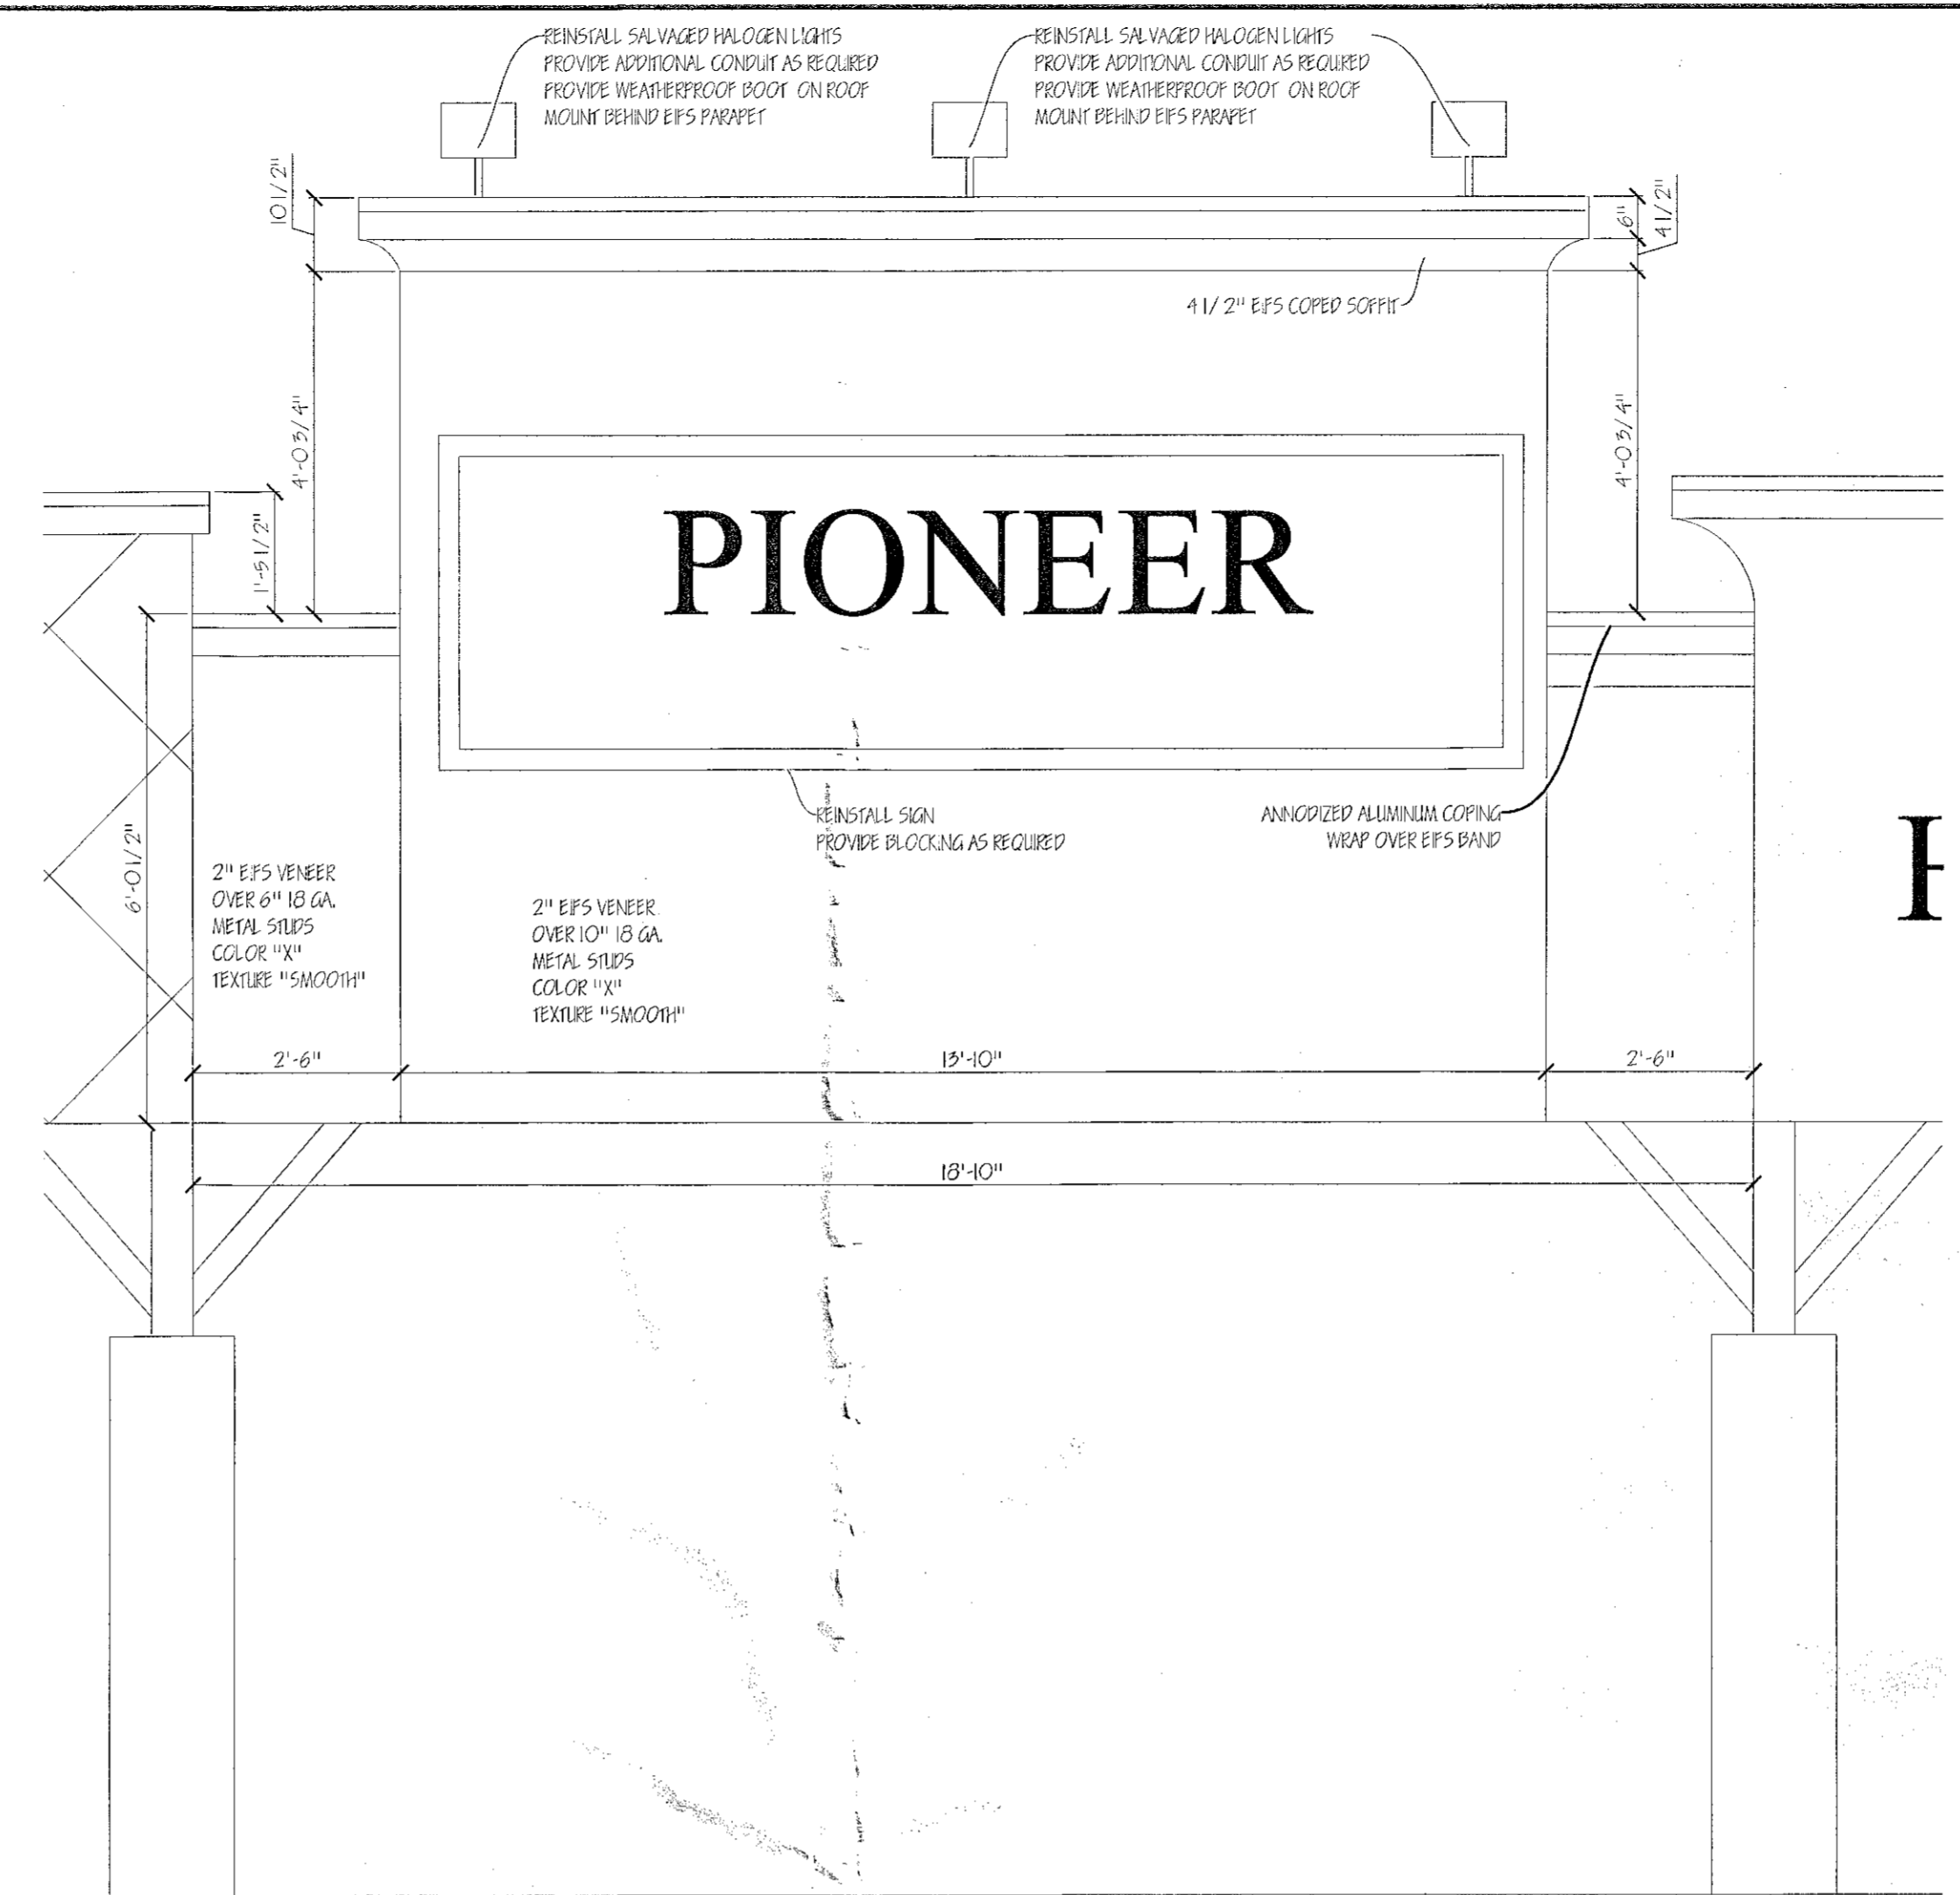 REINSTALL SALVAGED HALOGEN LIGHTS
PROVIDE ADDITIONAL CONDUIT AS REQUIRED
PROVIDE WEATHERPROOF BOOT ON ROOF
MOUNT BEHIND EIFS PARAPET
REINSTALL SALVAGED HALOGEN LIGHTS
PROVIDE ADDITIONAL CONDUIT AS REQUIRED
PROVIDE WEATHERPROOF BOOT ON ROOF
MOUNT BEHIND EIFS PARAPET
10 1/2"
6"
4 1/2"
4 1/2" EIFS COPED SOFFIT
4'-0 3/4"
4'-0 3/4"
1'-5 1/2"
PIONEER
REINSTALL SIGN
PROVIDE BLOCKING AS REQUIRED
ANNODIZED ALUMINUM COPING
WRAP OVER EIFS BAND
6'-0 1/2"
2" EIFS VENEER
OVER 6" 18 GA.
METAL STUDS
COLOR "X"
TEXTURE "SMOOTH"
2" EIFS VENEER
OVER 10" 18 GA.
METAL STUDS
COLOR "X"
TEXTURE "SMOOTH"
2'-6"
13'-10"
2'-6"
18'-10"